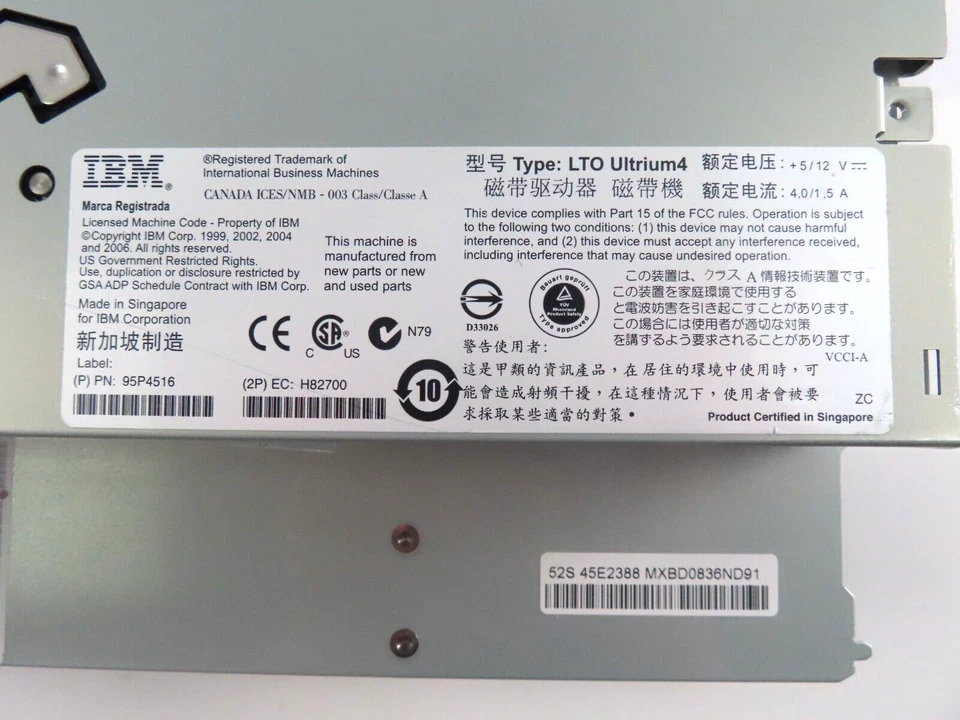 IBM®
®Registered Trademark of
International Business Machines
CANADA ICES/NMB - 003 Class/Classe A
Marca Registrada
Licensed Machine Code - Property of IBM
©Copyright IBM Corp. 1999, 2002, 2004
and 2006. All rights reserved.
US Government Restricted Rights.
Use, duplication or disclosure restricted by
GSA ADP Schedule Contract with IBM Corp.
This machine is
manufactured from
new parts or new
and used parts
Made in Singapore
for IBM Corporation
新加坡制造
Label:
(P) PN: 95P4516
(2P) EC: H82700
CE
C SA® US
N79
10
型号 Type: LTO Ultrium4 额定电压: +5/12 V
磁带驱动器 磁帶機 额定电流: 4.0/1.5 A
This device complies with Part 15 of the FCC rules. Operation is subject
to the following two conditions: (1) this device may not cause harmful
interference, and (2) this device must accept any interference received,
including interference that may cause undesired operation.
D33026
Bauart geprüft
TÜV
Rheinland
Product Safety
Type approved
この装置は、クラス A 情報技術装置です。
この装置を家庭環境で使用する
と電波妨害を引き起こすことがあります。
この場合には使用者が適切な対策
を講ずるよう要求されることがあります。
VCCI-A
警告使用者:
這是甲類的資訊產品，在居住的環境中使用時，可
能會造成射頻干擾，在這種情況下，使用者會被要
求採取某些適當的對策。
ZC
Product Certified in Singapore
52S 45E2388 MXBD0836ND91